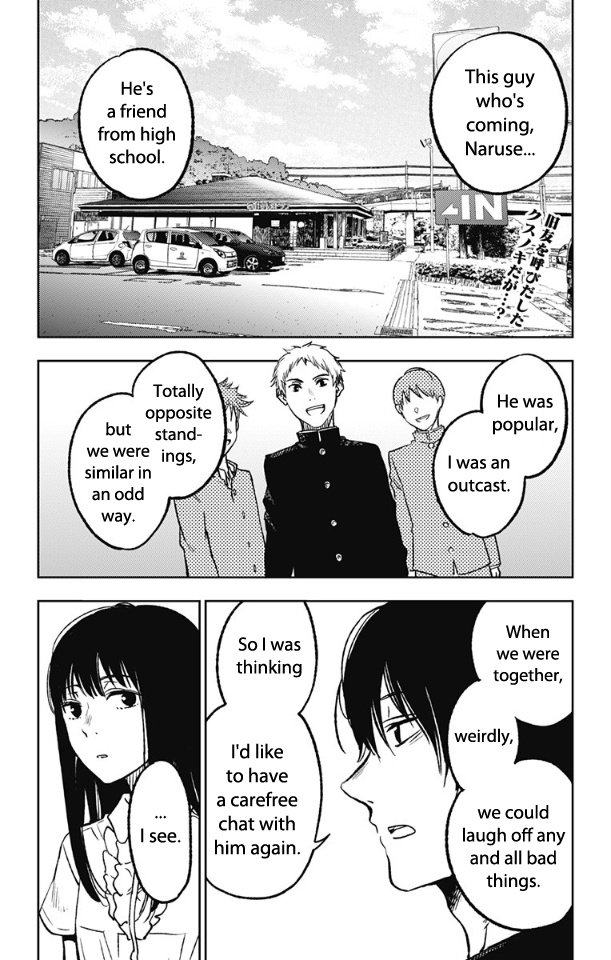 This guy
who's
coming,
Naruse...
He's
a friend
from high
school.
IN
旧友を呼びだした
クスノキだが…?
He was
popular,
I was an
outcast.
Totally
opposite
stand-
ings,
but
we were
similar in
an odd
way.
When
we were
together,
weirdly,
we could
laugh off any
and all bad
things.
So I was
thinking
I'd like
to have
a carefree
chat with
him again.
...
I see.